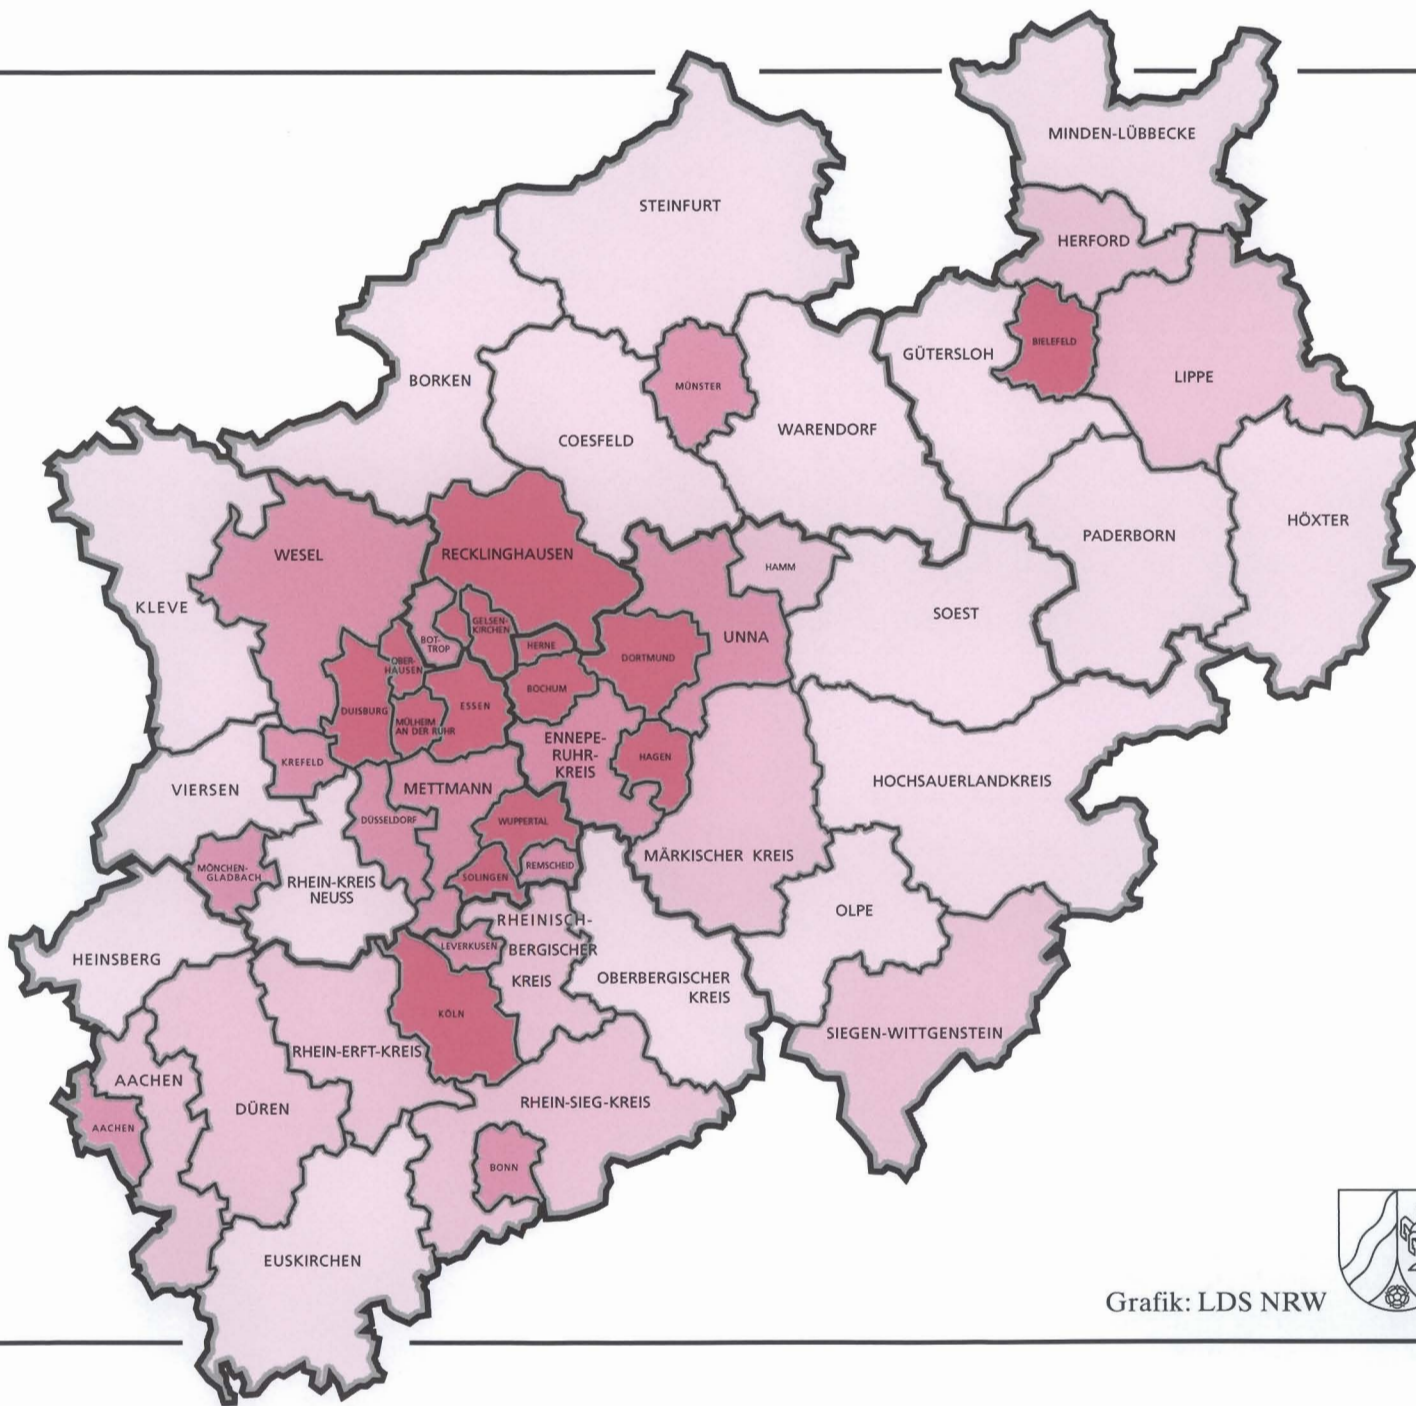 MINDEN-LÜBBECKE
STEINFURT
HERFORD
BIELEFELD
GÜTERSLOH
LIPPE
BORKEN
MÜNSTER
WARENDORF
COESFELD
HÖXTER
PADERBORN
WESEL
RECKLINGHAUSEN
HAMM
KLEVE
SOEST
GELSEN-
KIRCHEN
BOT-
TROP
HERNE
UNNA
DORTMUND
OBER-
HAUSEN
BOCHUM
DUISBURG
ESSEN
MÜLHEIM
AN DER RUHR
ENNEPE-
RUHR-
KREIS
HAGEN
KREFELD
HOCHSAUERLANDKREIS
VIERSEN
METTMANN
DÜSSELDORF
WUPPERTAL
MÄRKISCHER KREIS
REMSCHEID
MÖNCHEN-
GLADBACH
SOLINGEN
RHEIN-KREIS
NEUSS
OLPE
RHEINISCH-
BERGISCHER
KREIS
LEVERKUSEN
HEINSBERG
OBERBERGISCHER
KREIS
KÖLN
SIEGEN-WITTGENSTEIN
RHEIN-ERFT-KREIS
AACHEN
RHEIN-SIEG-KREIS
DÜREN
AACHEN
BONN
EUSKIRCHEN
Grafik: LDS NRW